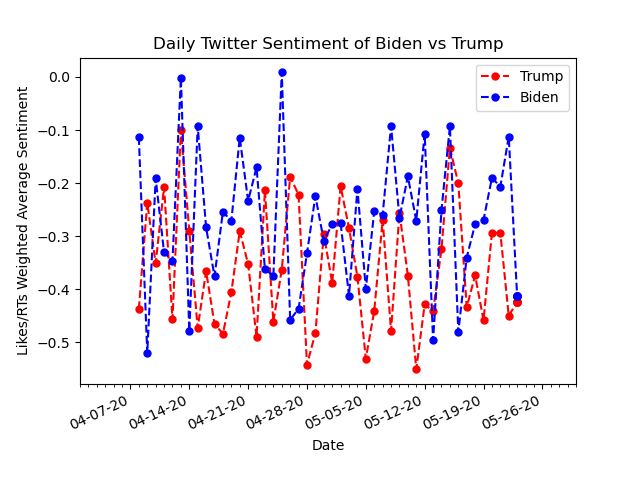 Daily Twitter Sentiment of Biden vs Trump
Trump
Biden
Likes/RTs Weighted Average Sentiment
0.0
−0.1
−0.2
−0.3
−0.4
−0.5
04-07-20
04-14-20
04-21-20
04-28-20
05-05-20
05-12-20
05-19-20
05-26-20
Date